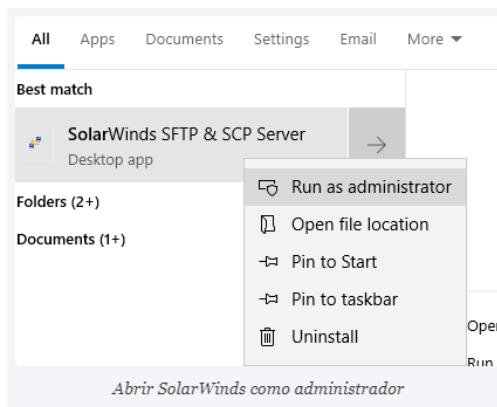 All Apps Documents Settings Email More
Best match
SolarWinds SFTP & SCP Server
Desktop app
Run as administrator
Folders (2+)
Open file location
Documents (1+)
Pin to Start
Pin to taskbar
Uninstall
Run
Abrir SolarWinds como administrador